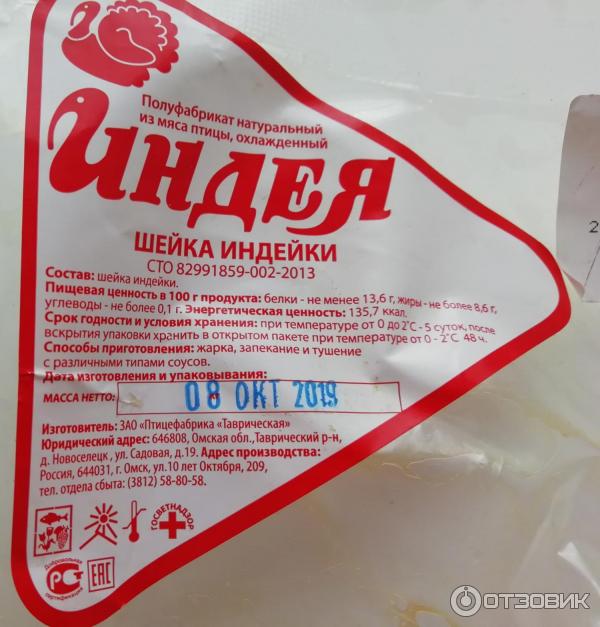 Полуфабрикат натуральный
из мяса птицы, охлажденный
ИНДЕЯ
ШЕЙКА ИНДЕЙКИ
СТО 82991859-002-2013
Состав: шейка индейки.
Пищевая ценность в 100 г продукта: белки - не менее 13,6 г, жиры - не более 8,6 г,
углеводы - не более 0,1 г. Энергетическая ценность: 135,7 ккал.
Срок годности и условия хранения: при температуре от 0 до 2°С - 5 суток, после
вскрытия упаковки хранить в открытом пакете при температуре от 0 - 2°С 48 ч.
Способы приготовления: жарка, запекание и тушение
с различными типами соусов.
Дата изготовления и упаковывания:
МАССА НЕТТО: 08 ОКТ 2019
Изготовитель: ЗАО «Птицефабрика «Таврическая»
Юридический адрес: 646808, Омская обл.,Таврический р-н,
д. Новоселецк, ул. Садовая, д.19. Адрес производства:
Россия, 644031, г. Омск, ул.10 лет Октября, 209,
тел. отдела сбыта: (3812) 58-80-58.
ГОСВЕТНАДЗОР
Добровольная
сертификация
РСТ
ЕАС
2
ОТЗОВИК